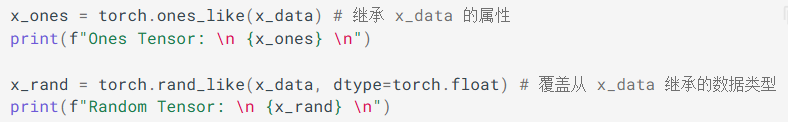 x_ones = torch.ones_like(x_data) # 继承 x_data 的属性
print(f"Ones Tensor: \n {x_ones} \n")
x_rand = torch.rand_like(x_data, dtype=torch.float) # 覆盖从 x_data 继承的数据类型
print(f"Random Tensor: \n {x_rand} \n")